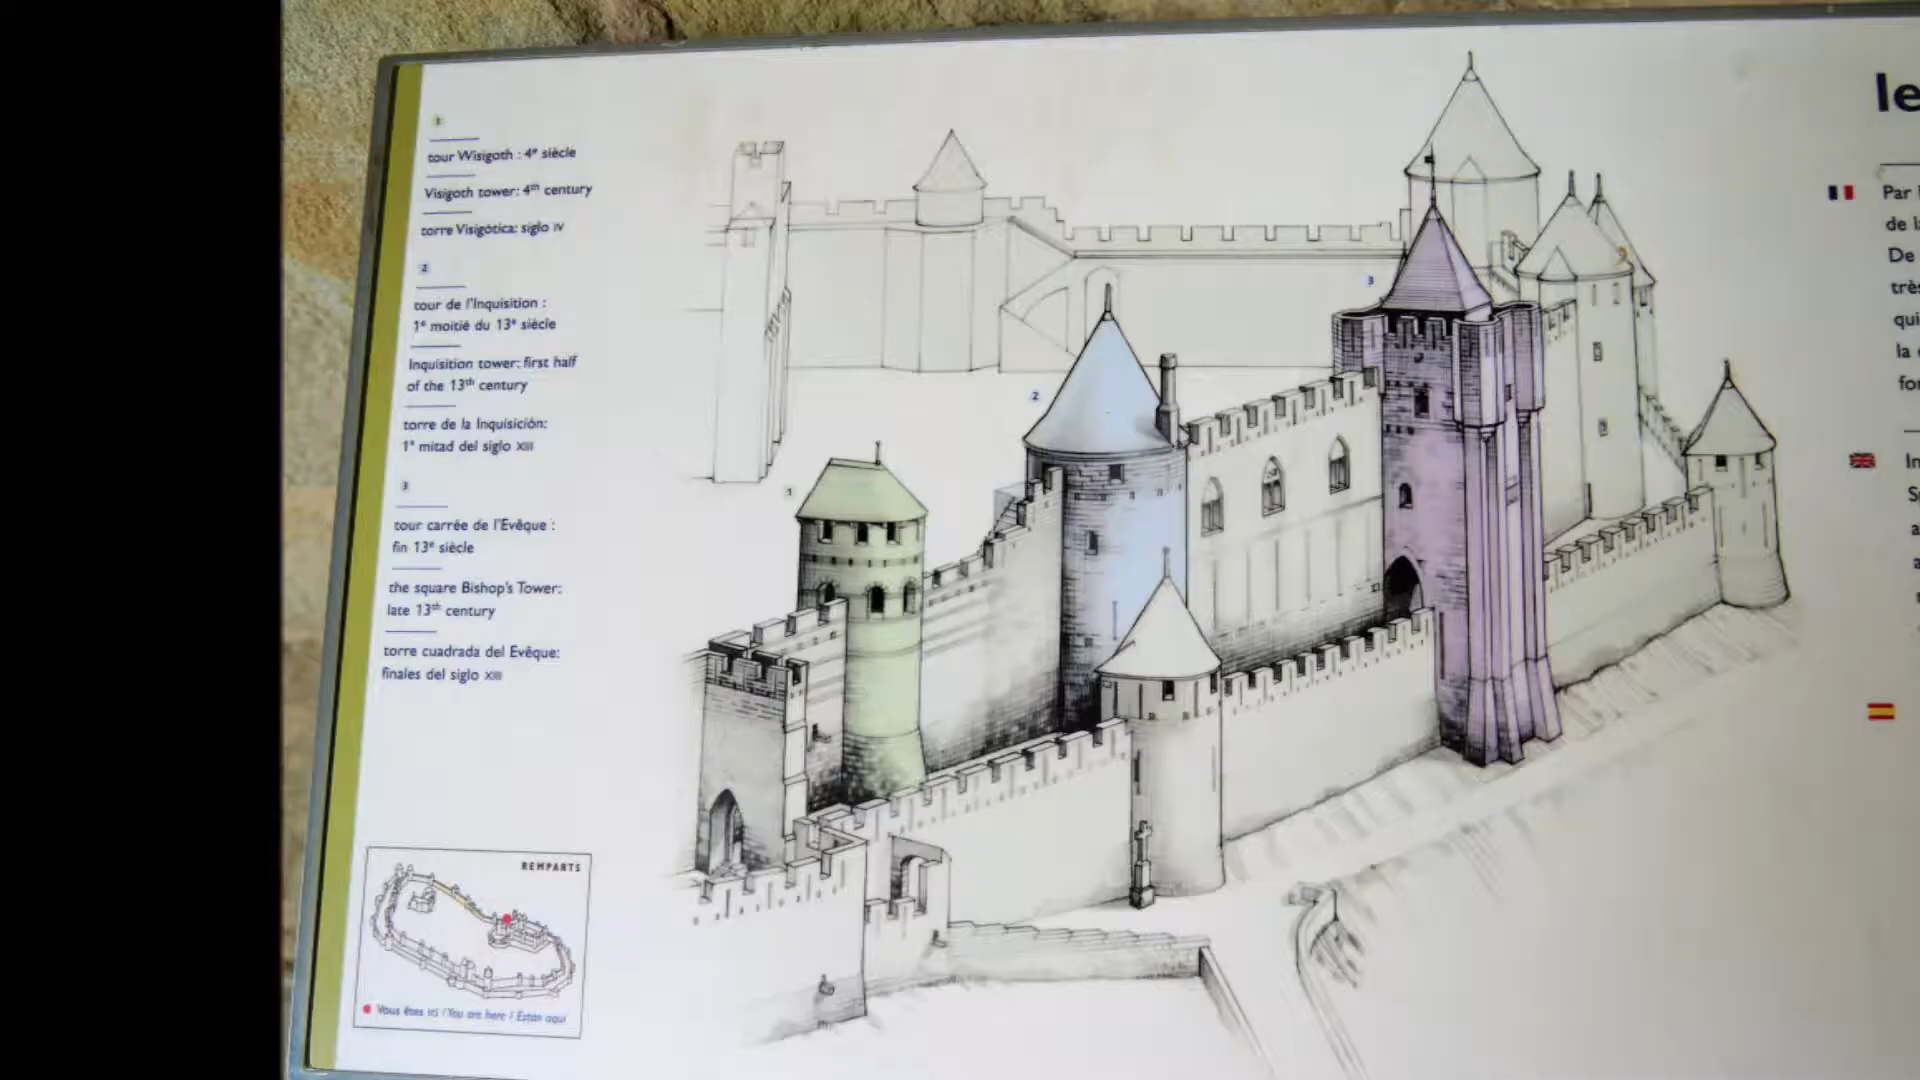 1
tour Wisigoth : 4e siècle
Visigoth tower: 4th century
torre Visigótica: siglo IV
2
tour de l'Inquisition :
1e moitié du 13e siècle
Inquisition tower: first half
of the 13th century
torre de la Inquisición:
1a mitad del siglo XIII
3
tour carrée de l'Evêque :
fin 13e siècle
the square Bishop's Tower:
late 13th century
torre cuadrada del Evêque:
finales del siglo XIII
REMPARTS
Vous êtes ici / You are here / Están aquí
1
2
3
le
Par
de la
De
très
qui
la
for
In